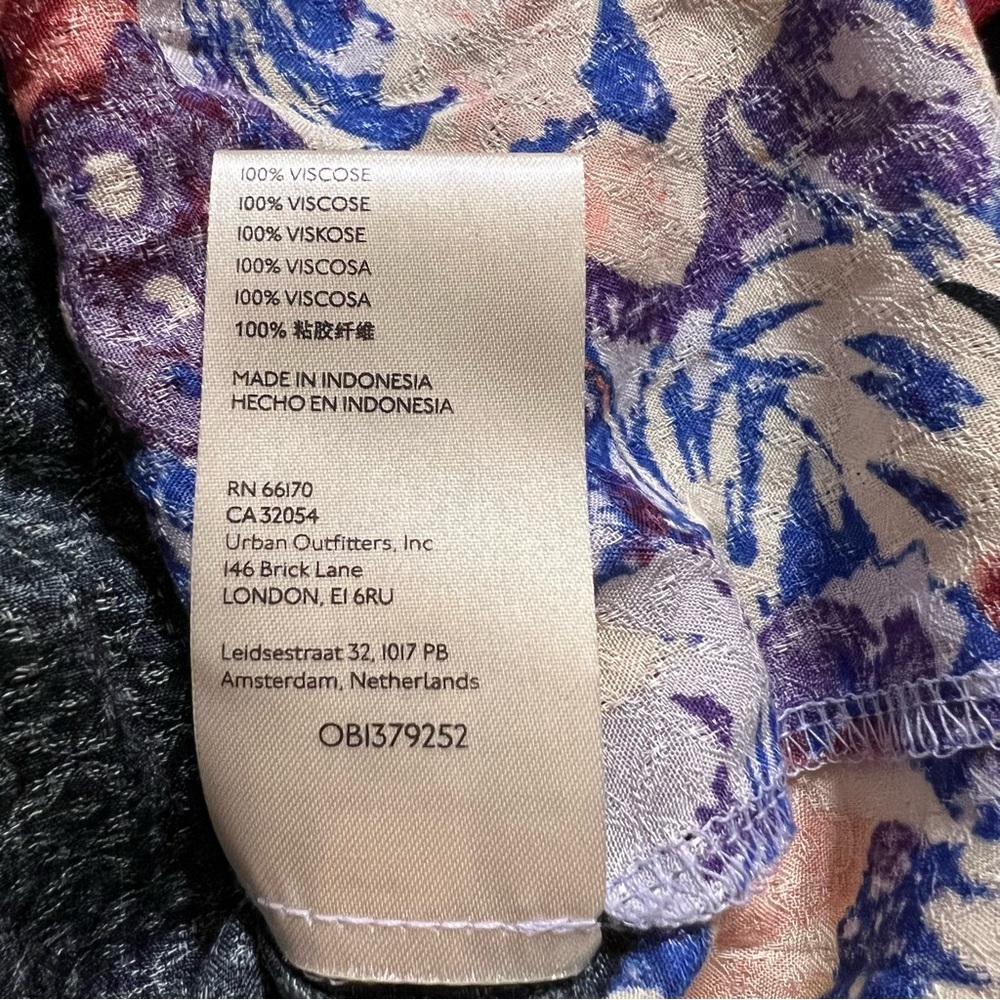 100% VISCOSE
100% VISCOSE
100% VISKOSE
100% VISCOSA
100% VISCOSA
100% 粘胶纤维
MADE IN INDONESIA
HECHO EN INDONESIA
RN 66170
CA 32054
Urban Outfitters, Inc
146 Brick Lane
LONDON, E1 6RU
Leidsestraat 32, 1017 PB
Amsterdam, Netherlands
OB1379252